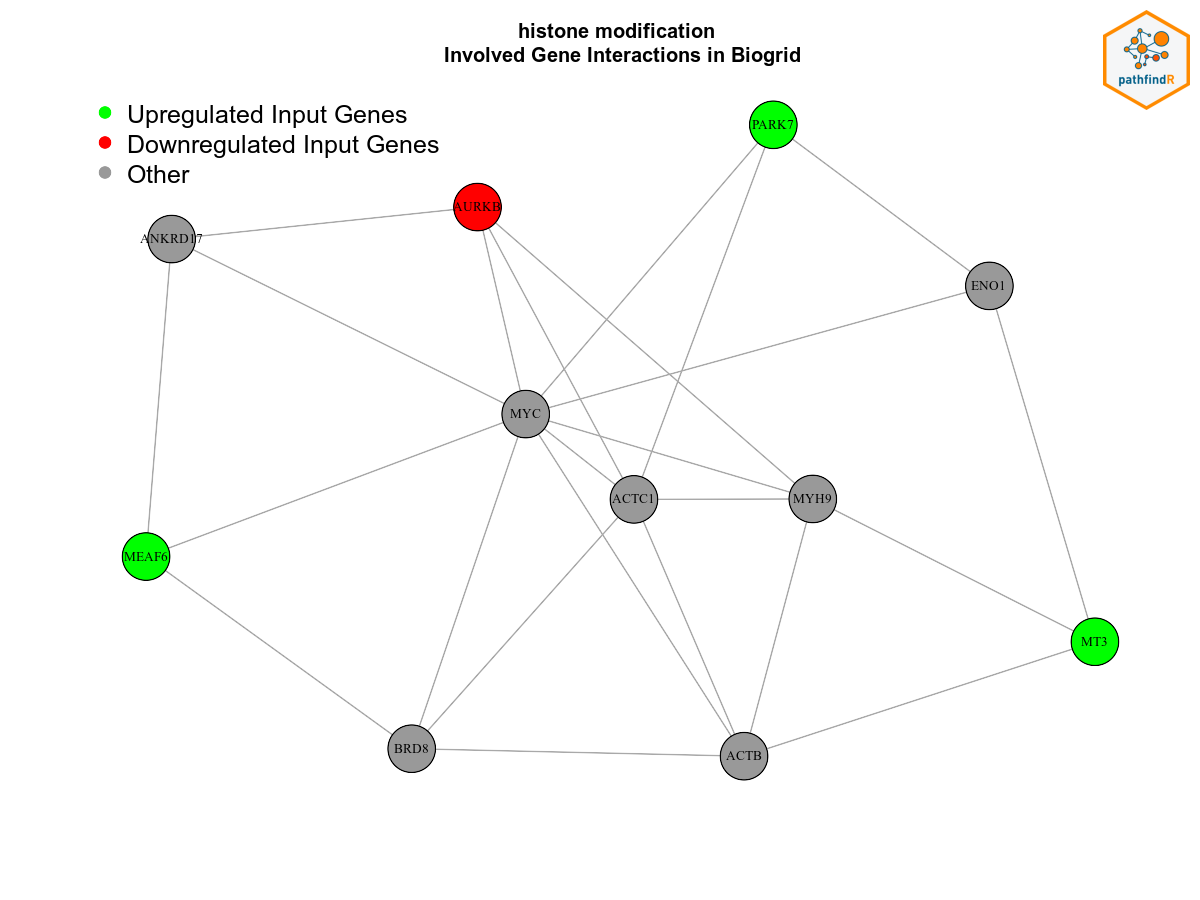 histone modification
Involved Gene Interactions in Biogrid
pathfindR
Upregulated Input Genes
Downregulated Input Genes
Other
PARK7
AURKB
ANKRD17
ENO1
MYC
ACTC1
MYH9
MEAF6
MT3
BRD8
ACTB